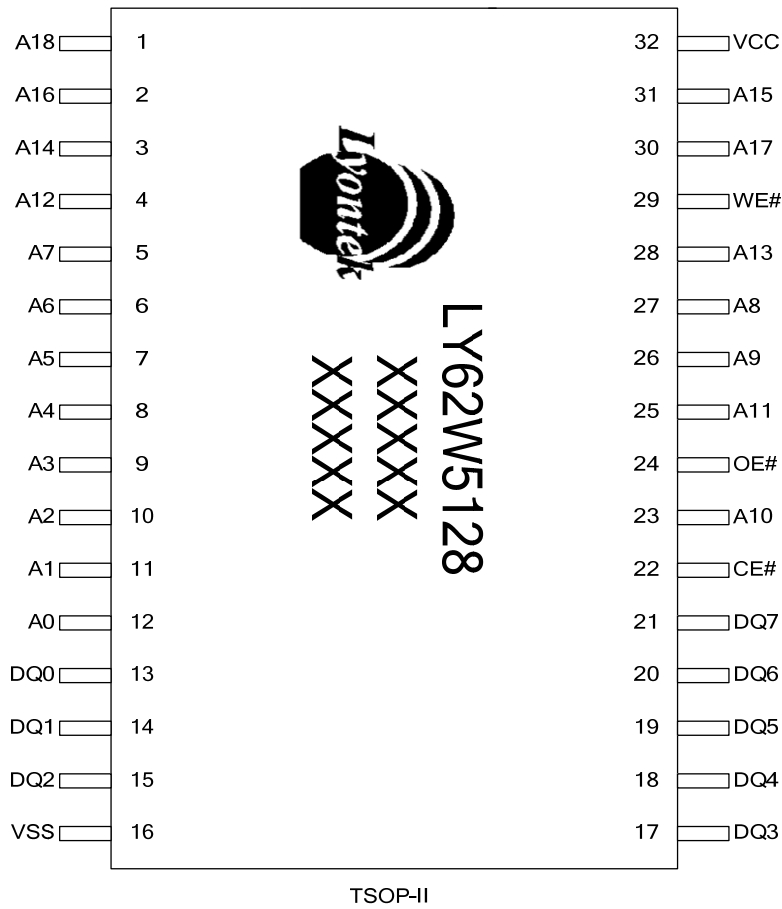 A18 1 32 VCC
A16 2 31 A15
A14 3 30 A17
A12 4 29 WE#
A7 5 28 A13
A6 6 27 A8
A5 7 26 A9
A4 8 25 A11
A3 9 24 OE#
A2 10 23 A10
A1 11 22 CE#
A0 12 21 DQ7
DQ0 13 20 DQ6
DQ1 14 19 DQ5
DQ2 15 18 DQ4
VSS 16 17 DQ3
Lyontek
LY62W5128
XXXXX
XXXXX
TSOP-II